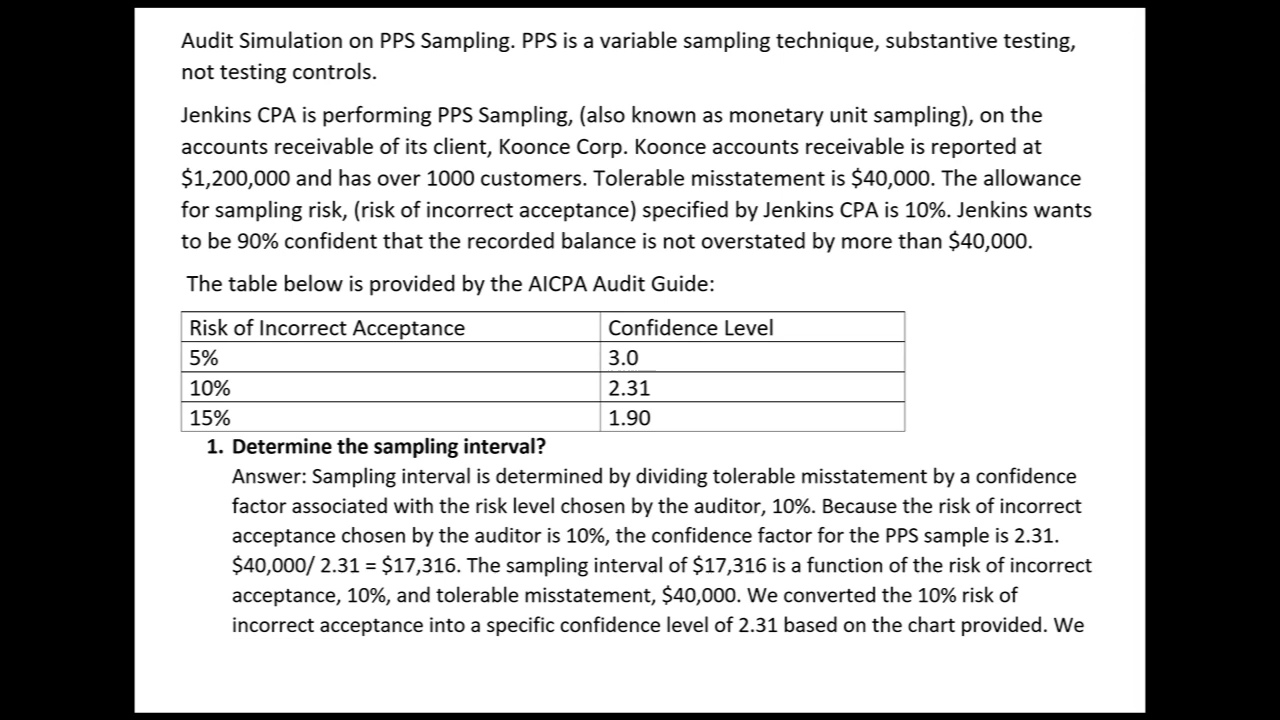 Audit Simulation on PPS Sampling. PPS is a variable sampling technique, substantive testing,
not testing controls.
Jenkins CPA is performing PPS Sampling, (also known as monetary unit sampling), on the
accounts receivable of its client, Koonce Corp. Koonce accounts receivable is reported at
$1,200,000 and has over 1000 customers. Tolerable misstatement is $40,000. The allowance
for sampling risk, (risk of incorrect acceptance) specified by Jenkins CPA is 10%. Jenkins wants
to be 90% confident that the recorded balance is not overstated by more than $40,000.
The table below is provided by the AICPA Audit Guide:
Risk of Incorrect Acceptance Confidence Level
5% 3.0
10% 2.31
15% 1.90
1. Determine the sampling interval?
Answer: Sampling interval is determined by dividing tolerable misstatement by a confidence
factor associated with the risk level chosen by the auditor, 10%. Because the risk of incorrect
acceptance chosen by the auditor is 10%, the confidence factor for the PPS sample is 2.31.
$40,000/ 2.31 = $17,316. The sampling interval of $17,316 is a function of the risk of incorrect
acceptance, 10%, and tolerable misstatement, $40,000. We converted the 10% risk of
incorrect acceptance into a specific confidence level of 2.31 based on the chart provided. We